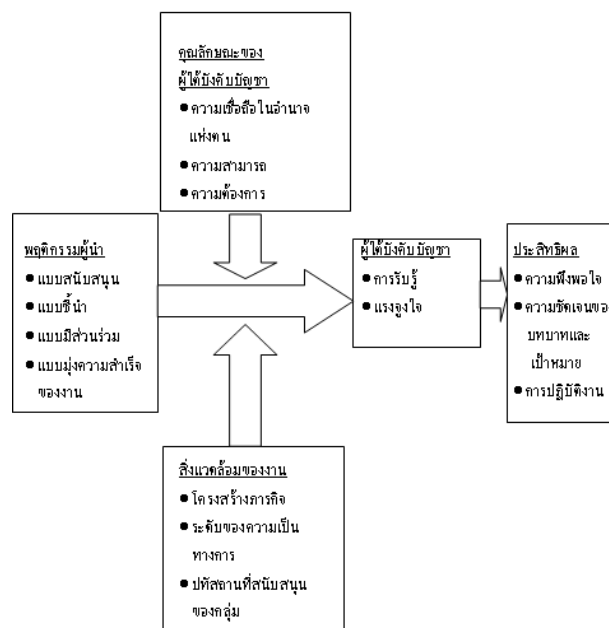 คุณลักษณะของ
ผู้ใต้บังคับบัญชา
● ความเชื่อถือในอำนาจ
แห่งตน
● ความสามารถ
● ความต้องการ
พฤติกรรมผู้นำ
● แบบสนับสนุน
● แบบชี้นำ
● แบบมีส่วนร่วม
● แบบมุ่งความสำเร็จ
ของงาน
ผู้ใต้บังคับบัญชา
● การรับรู้
● แรงจูงใจ
ประสิทธิผล
● ความพึงพอใจ
● ความชัดเจนของ
บทบาทและ
เป้าหมาย
● การปฏิบัติงาน
สิ่งแวดล้อมของงาน
● โครงสร้างภารกิจ
● ระดับของความเป็น
ทางการ
● ปทัสถานที่สนับสนุน
ของกลุ่ม